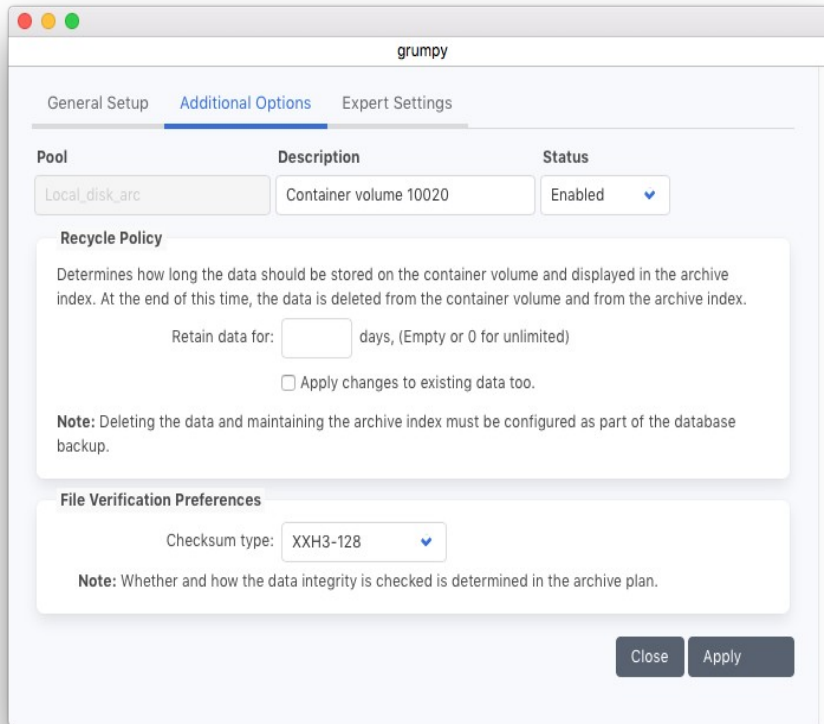 grumpy
General Setup Additional Options Expert Settings
Pool Description Status
Local_disk_arc Container volume 10020 Enabled
Recycle Policy
Determines how long the data should be stored on the container volume and displayed in the archive
index. At the end of this time, the data is deleted from the container volume and from the archive index.
Retain data for: days, (Empty or 0 for unlimited)
Apply changes to existing data too.
Note: Deleting the data and maintaining the archive index must be configured as part of the database
backup.
File Verification Preferences
Checksum type: XXH3-128
Note: Whether and how the data integrity is checked is determined in the archive plan.
Close Apply